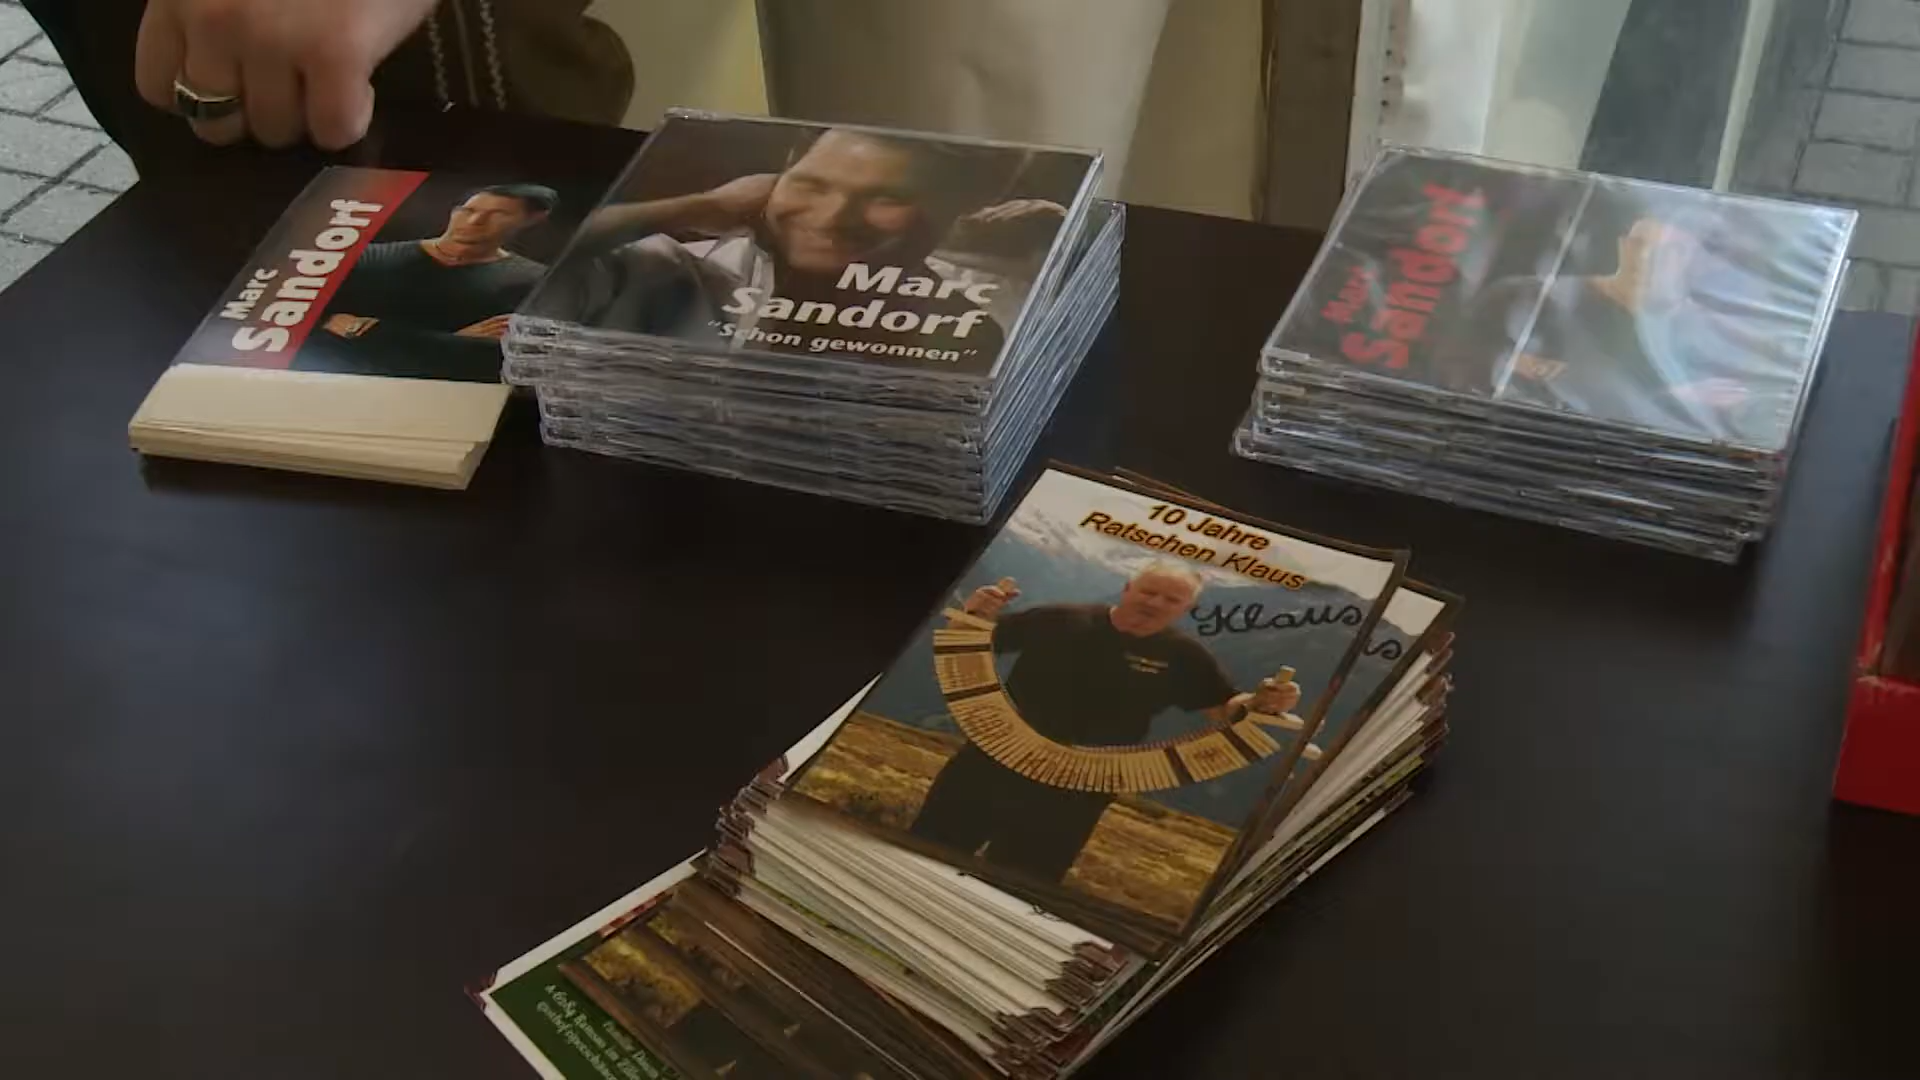 Marc
Sandorf
Marc
Sandorf
"Schon gewonnen"
Marc
Sandorf
10 Jahre
Ratschen Klaus
Klaus